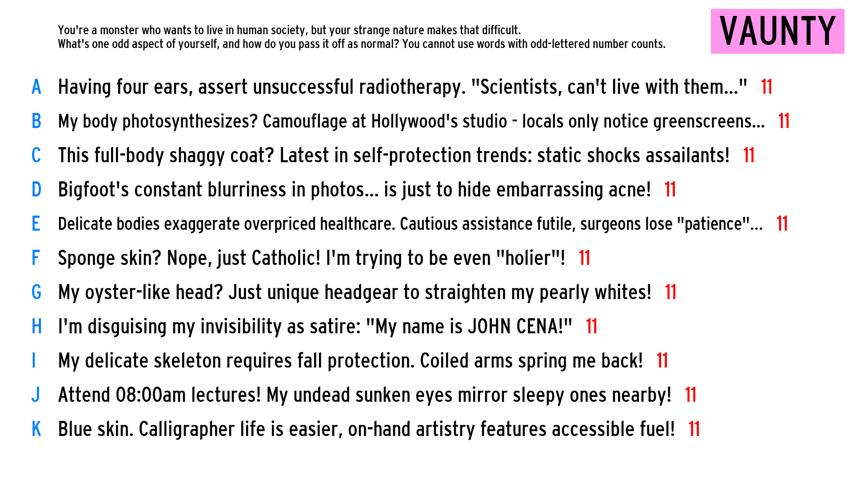 You're a monster who wants to live in human society, but your strange nature makes that difficult.
What's one odd aspect of yourself, and how do you pass it off as normal? You cannot use words with odd-lettered number counts.
VAUNTY
A Having four ears, assert unsuccessful radiotherapy. "Scientists, can't live with them..." 11
B My body photosynthesizes? Camouflage at Hollywood's studio - locals only notice greenscreens... 11
C This full-body shaggy coat? Latest in self-protection trends: static shocks assailants! 11
D Bigfoot's constant blurriness in photos... is just to hide embarrassing acne! 11
E Delicate bodies exaggerate overpriced healthcare. Cautious assistance futile, surgeons lose "patience"... 11
F Sponge skin? Nope, just Catholic! I'm trying to be even "holier"! 11
G My oyster-like head? Just unique headgear to straighten my pearly whites! 11
H I'm disguising my invisibility as satire: "My name is JOHN CENA!" 11
I My delicate skeleton requires fall protection. Coiled arms spring me back! 11
J Attend 08:00am lectures! My undead sunken eyes mirror sleepy ones nearby! 11
K Blue skin. Calligrapher life is easier, on-hand artistry features accessible fuel! 11